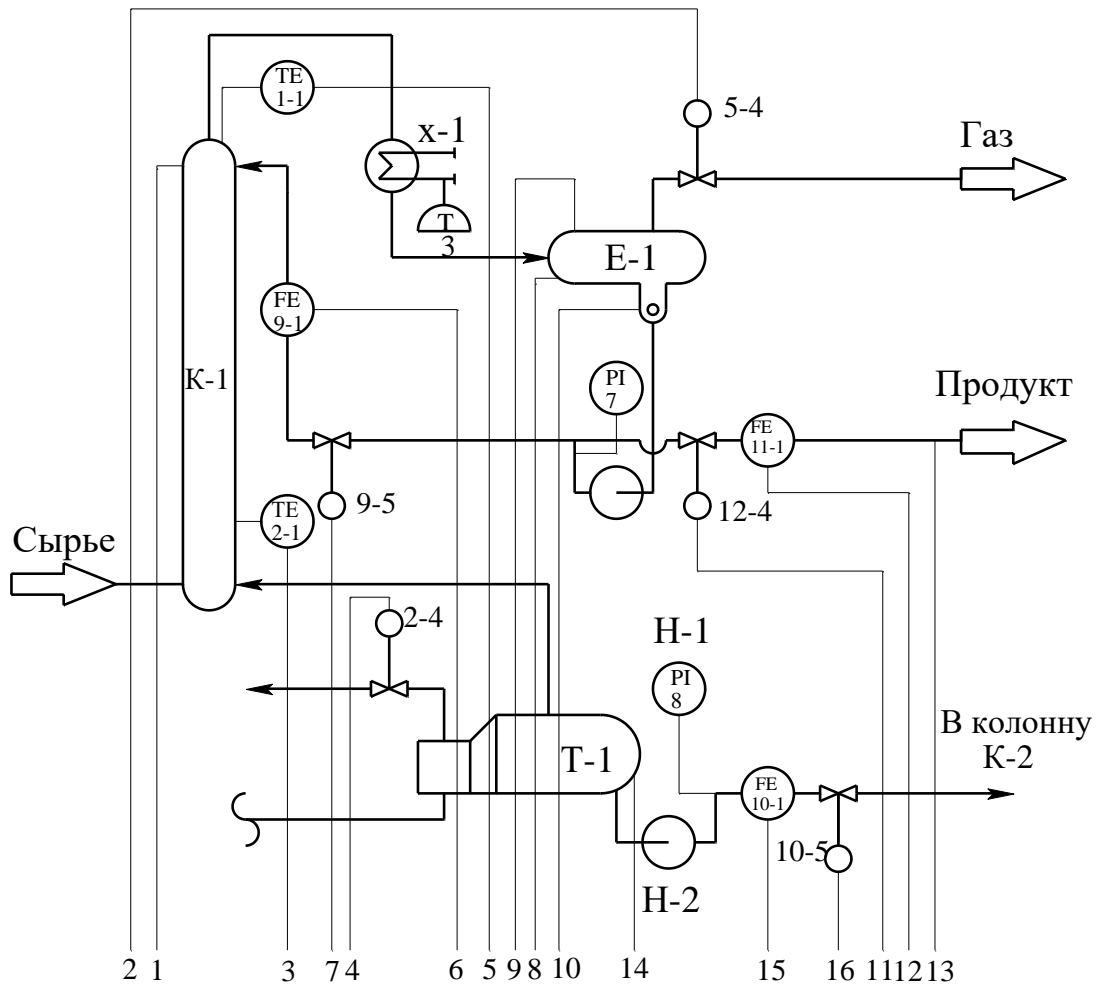 TE
1-1
х-1
5-4
Газ
Т
3
Е-1
FE
9-1
К-1
PI
7
Продукт
FE
11-1
TE
2-1
9-5
12-4
Сырье
2-4
Н-1
PI
8
Т-1
В колонну
К-2
FE
10-1
10-5
Н-2
2 1 3 7 4 6 5 9 8 10 14 15 16 11 12 13